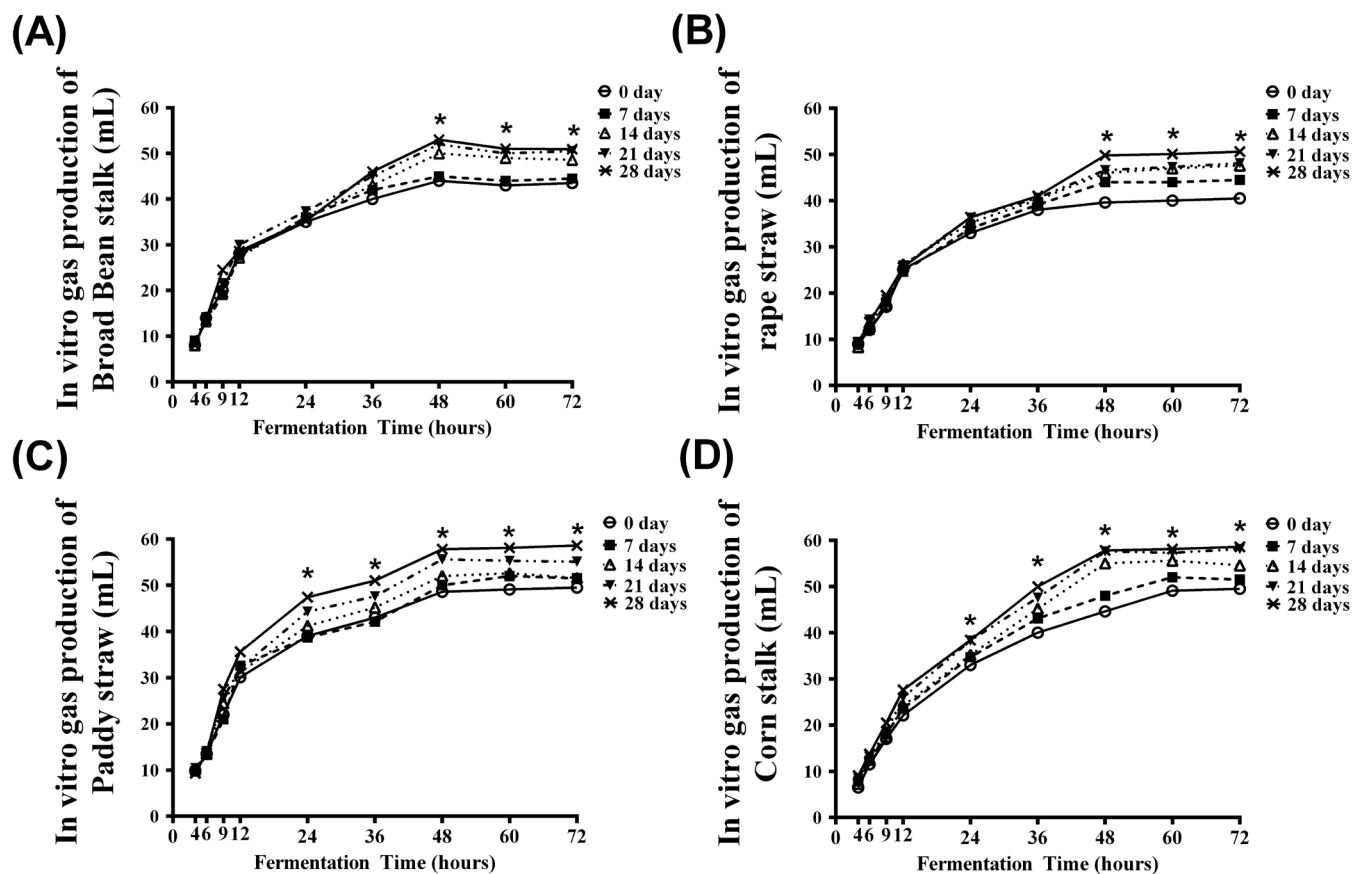 (A)
In vitro gas production of
Broad Bean stalk (mL)
60
50
40
30
20
10
0
0 4 6 9 12 24 36 48 60 72
Fermentation Time (hours)
* * *
0 day
7 days
14 days
21 days
28 days
(B)
In vitro gas production of
rape straw (mL)
60
50
40
30
20
10
0
0 4 6 9 12 24 36 48 60 72
Fermentation Time (hours)
* * *
0 day
7 days
14 days
21 days
28 days
(C)
In vitro gas production of
Paddy straw (mL)
60
50
40
30
20
10
0
0 4 6 9 12 24 36 48 60 72
Fermentation Time (hours)
* * * * *
0 day
7 days
14 days
21 days
28 days
(D)
In vitro gas production of
Corn stalk (mL)
60
50
40
30
20
10
0
0 4 6 9 12 24 36 48 60 72
Fermentation Time (hours)
* * * * *
0 day
7 days
14 days
21 days
28 days